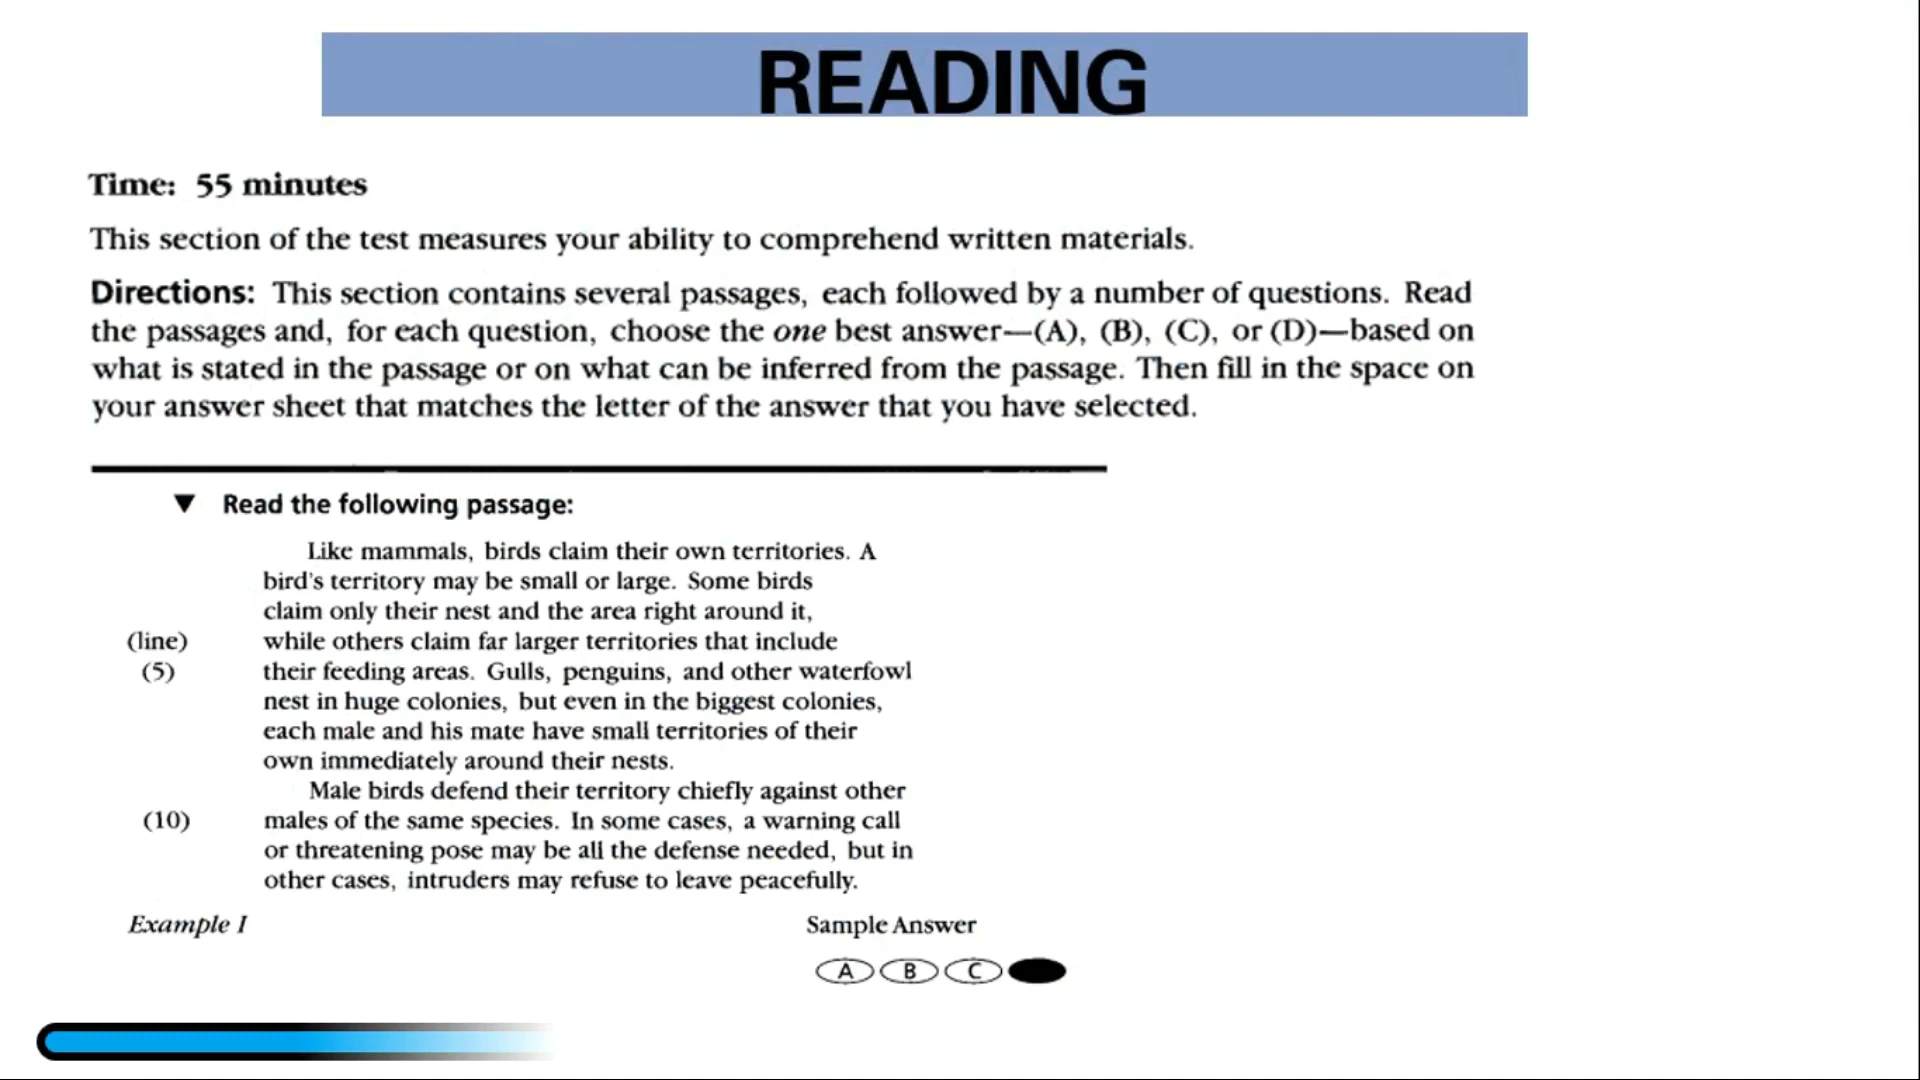 READING
Time: 55 minutes
This section of the test measures your ability to comprehend written materials.
Directions: This section contains several passages, each followed by a number of questions. Read
the passages and, for each question, choose the one best answer—(A), (B), (C), or (D)—based on
what is stated in the passage or on what can be inferred from the passage. Then fill in the space on
your answer sheet that matches the letter of the answer that you have selected.
▼ Read the following passage:
Like mammals, birds claim their own territories. A
bird's territory may be small or large. Some birds
claim only their nest and the area right around it,
(line) while others claim far larger territories that include
(5) their feeding areas. Gulls, penguins, and other waterfowl
nest in huge colonies, but even in the biggest colonies,
each male and his mate have small territories of their
own immediately around their nests.
Male birds defend their territory chiefly against other
(10) males of the same species. In some cases, a warning call
or threatening pose may be all the defense needed, but in
other cases, intruders may refuse to leave peacefully.
Example I Sample Answer
A B C